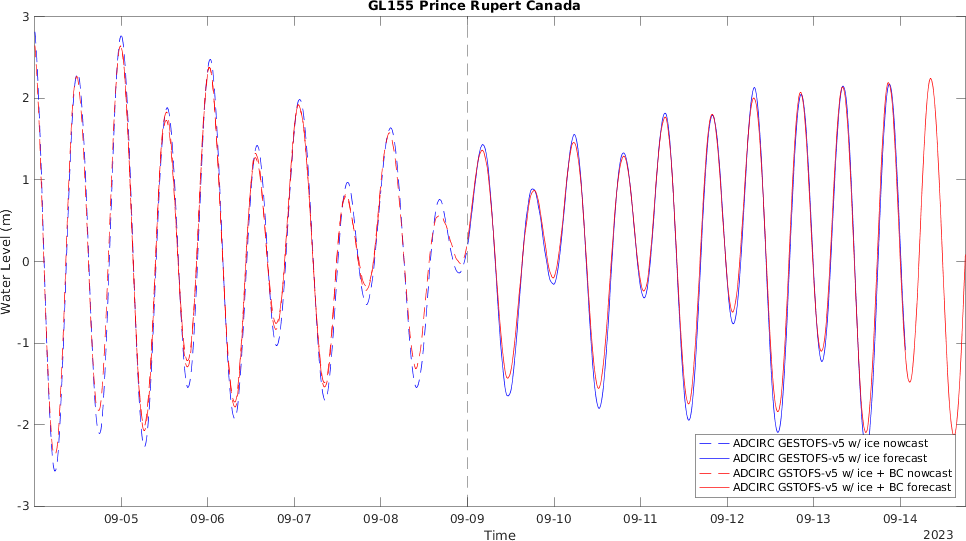 GL155 Prince Rupert Canada
3
2
1
0
-1
-2
-3
Water Level (m)
09-05 09-06 09-07 09-08 09-09 09-10 09-11 09-12 09-13 09-14
Time
2023
ADCIRC GESTOFS-v5 w/ ice nowcast
ADCIRC GESTOFS-v5 w/ ice forecast
ADCIRC GSTOFS-v5 w/ ice + BC nowcast
ADCIRC GSTOFS-v5 w/ ice + BC forecast